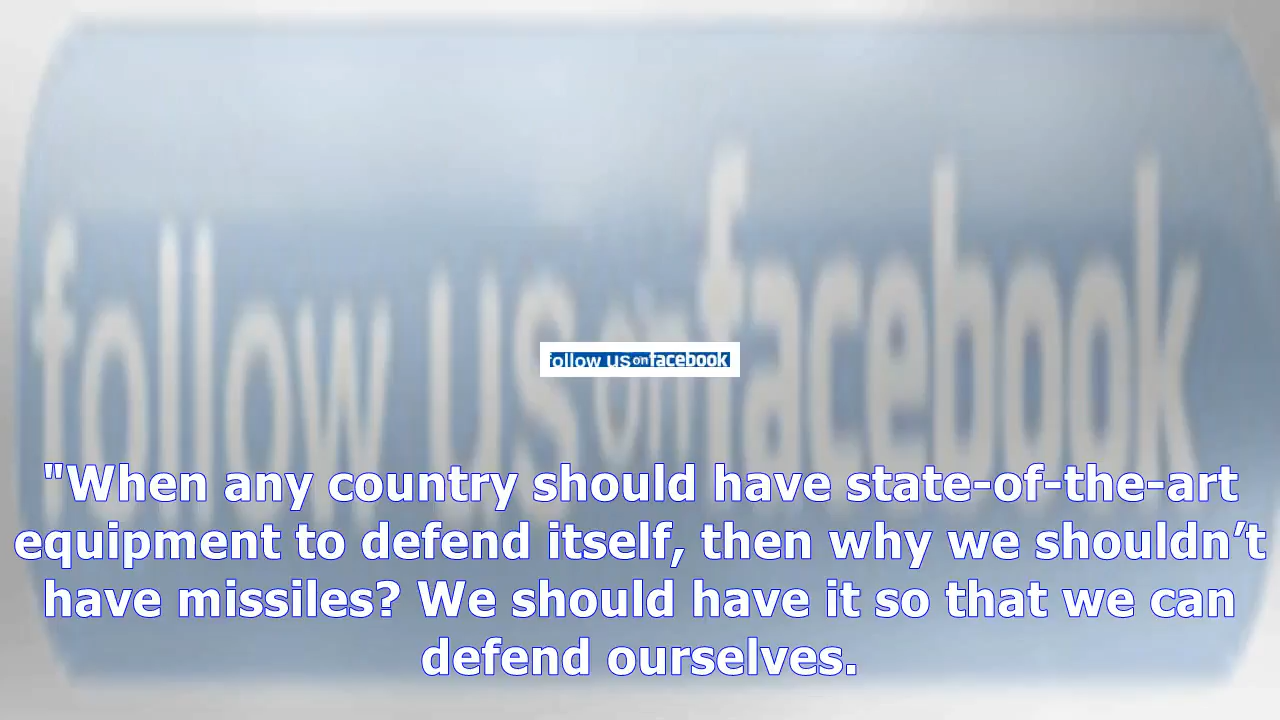 follow us on facebook
ollow us on facebook
"When any country should have state-of-the-art
equipment to defend itself, then why we shouldn’t
have missiles? We should have it so that we can
defend ourselves.